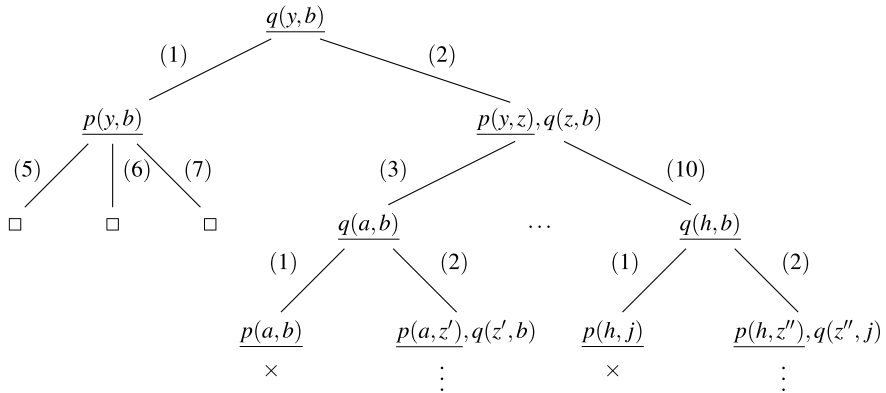 q(y,b)
(1) (2)
p(y,b) p(y,z),q(z,b)
(5) (6) (7) (3) (10)
□ □ □ q(a,b) ... q(h,b)
(1) (2) (1) (2)
p(a,b) p(a,z′),q(z′,b) p(h,j) p(h,z″),q(z″,j)
× ⋮ × ⋮